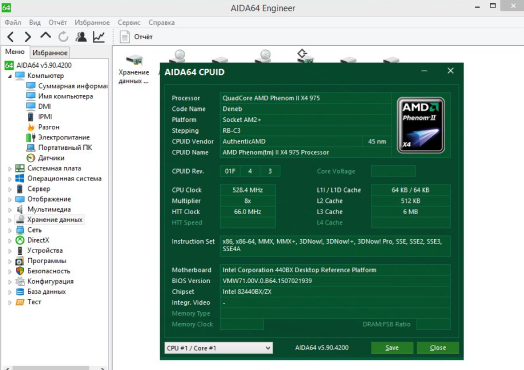 64 AIDA64 Engineer
Файл Вид Отчёт Избранное Сервис Справка
Отчёт
Меню Избранное
64 AIDA64 v5.90.4200
Компьютер
Суммарная информа
Имя компьютера
DMI
IPMI
Разгон
Электропитание
Портативный ПК
Датчики
Системная плата
Операционная система
Сервер
Отображение
Мультимедиа
Хранение данных
Сеть
DirectX
Устройства
Программы
Безопасность
Конфигурация
База данных
Тест
Хранение
данных ...
AIDA64 CPUID
Processor QuadCore AMD Phenom II X4 975
Code Name Deneb
Platform Socket AM2+
Stepping RB-C3
CPUID Vendor AuthenticAMD 45 nm
CPUID Name AMD Phenom(tm) II X4 975 Processor
AMD
Phenom II
X4
CPUID Rev. 01F 4 3 Core Voltage
CPU Clock 528.4 MHz L1I / L1D Cache 64 KB / 64 KB
Multiplier 8x L2 Cache 512 KB
HTT Clock 66.0 MHz L3 Cache 6 MB
HTT Speed L4 Cache
Instruction Set x86, x86-64, MMX, MMX+, 3DNow!, 3DNow!+, 3DNow! Pro, SSE, SSE2, SSE3,
SSE4A
Motherboard Intel Corporation 440BX Desktop Reference Platform
BIOS Version VMW71.00V.0.B64.1507021939
Chipset Intel 82440BX/ZX
Integr. Video -
Memory Type
Memory Clock DRAM:FSB Ratio
CPU #1 / Core #1 AIDA64 v5.90.4200 Save Close